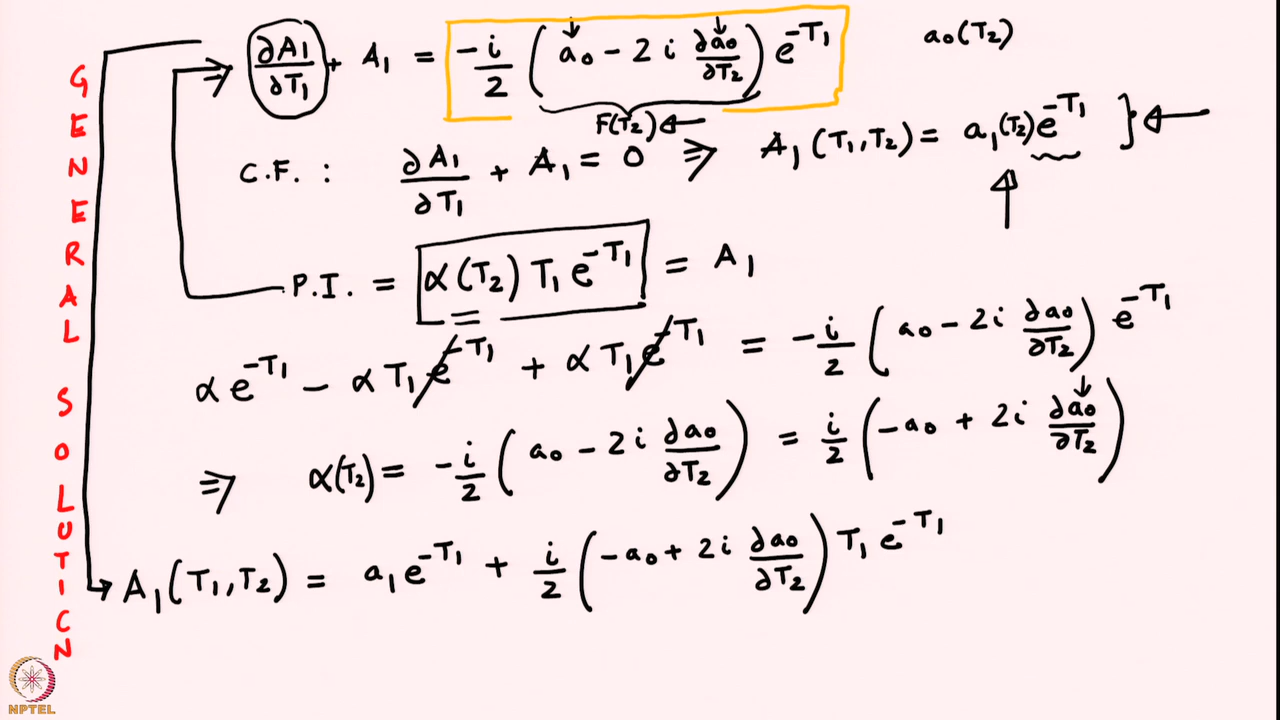 ∂A₁/∂T₁ + A₁ = -i/2 ( a₀ - 2i ∂a₀/∂T₂ ) e^{-T₁}
a₀(T₂)
F(T₂)
C.F. : ∂A₁/∂T₁ + A₁ = 0 ⇒ A₁(T₁,T₂) = a₁(T₂)e^{-T₁}
P.I. = α(T₂) T₁ e^{-T₁} = A₁
α e^{-T₁} - α T₁ e^{-T₁} + α T₁ e^{-T₁} = -i/2 ( a₀ - 2i ∂a₀/∂T₂ ) e^{-T₁}
⇒ α(T₂) = -i/2 ( a₀ - 2i ∂a₀/∂T₂ ) = i/2 ( -a₀ + 2i ∂a₀/∂T₂ )
A₁(T₁,T₂) = a₁e^{-T₁} + i/2 ( -a₀ + 2i ∂a₀/∂T₂ ) T₁ e^{-T₁}
GENERAL SOLUTION
NPTEL